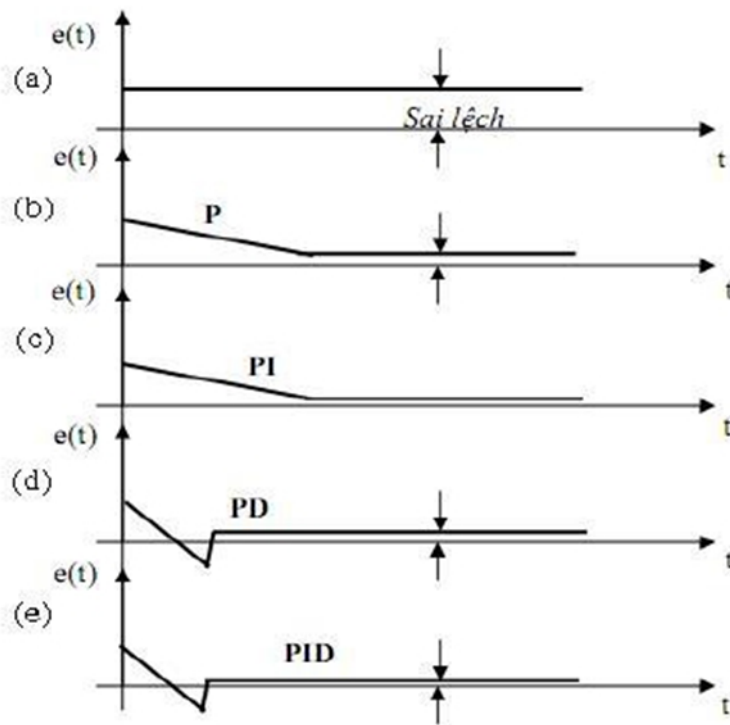 e(t)
(a)
Sai lệch
t
e(t)
(b)
P
t
e(t)
(c)
PI
t
e(t)
(d)
PD
t
e(t)
(e)
PID
t